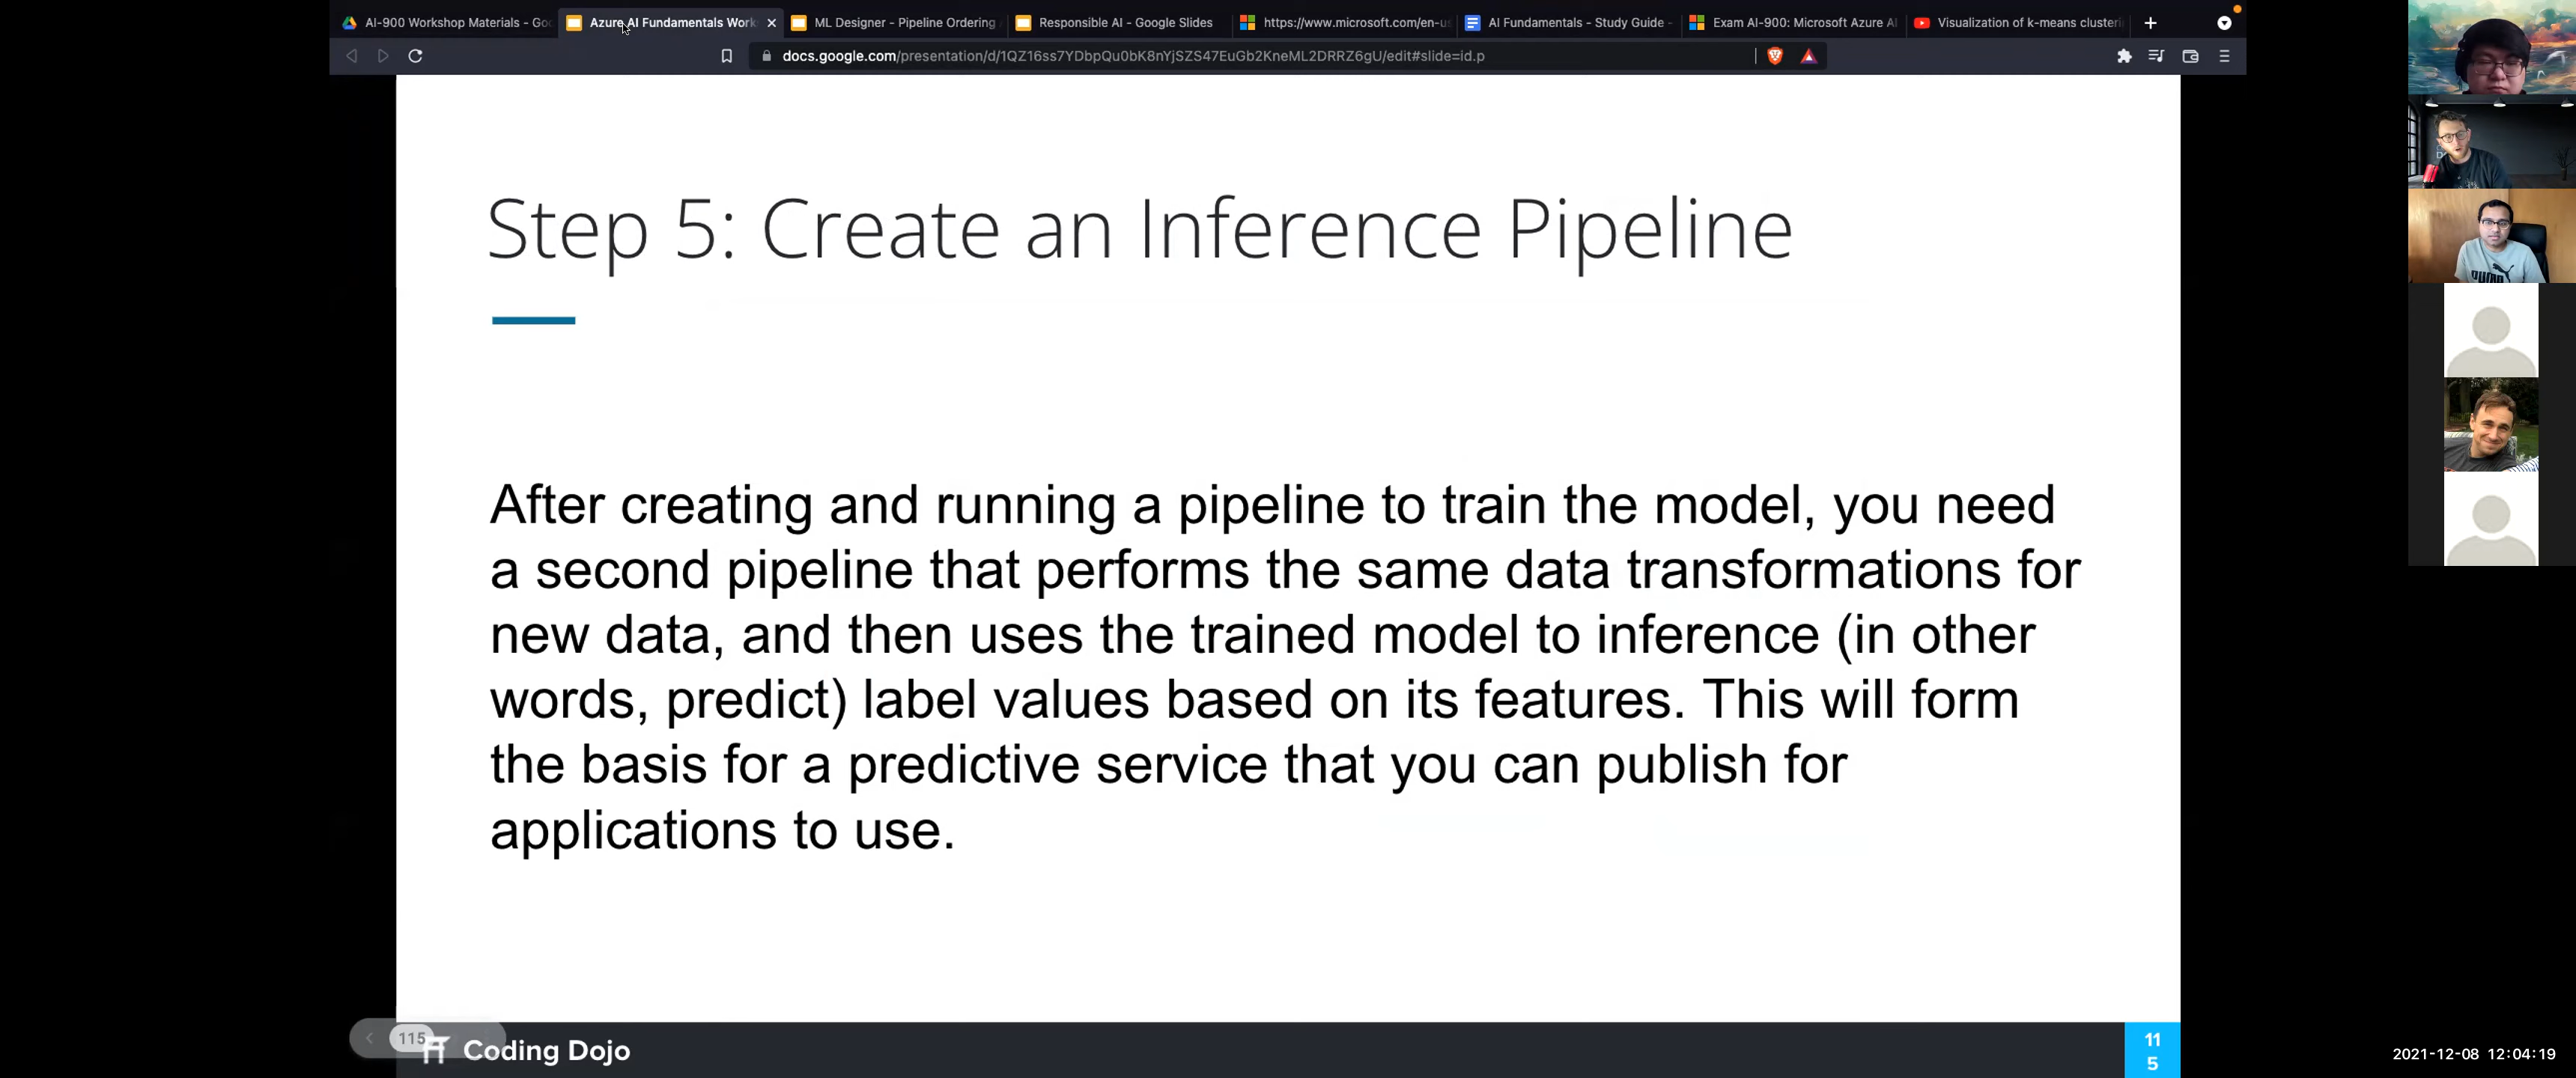 AI-900 Workshop Materials - Goo
Azure AI Fundamentals Work
ML Designer - Pipeline Ordering
Responsible AI - Google Slides
https://www.microsoft.com/en-us
AI Fundamentals - Study Guide -
Exam AI-900: Microsoft Azure AI
Visualization of k-means clusteri
docs.google.com/presentation/d/1QZ16ss7YDbpQu0bK8nYjSZS47EuGb2KneML2DRRZ6gU/edit#slide=id.p
Step 5: Create an Inference Pipeline
After creating and running a pipeline to train the model, you need
a second pipeline that performs the same data transformations for
new data, and then uses the trained model to inference (in other
words, predict) label values based on its features. This will form
the basis for a predictive service that you can publish for
applications to use.
115
Coding Dojo
11
5
PUMA
2021-12-08 12:04:19